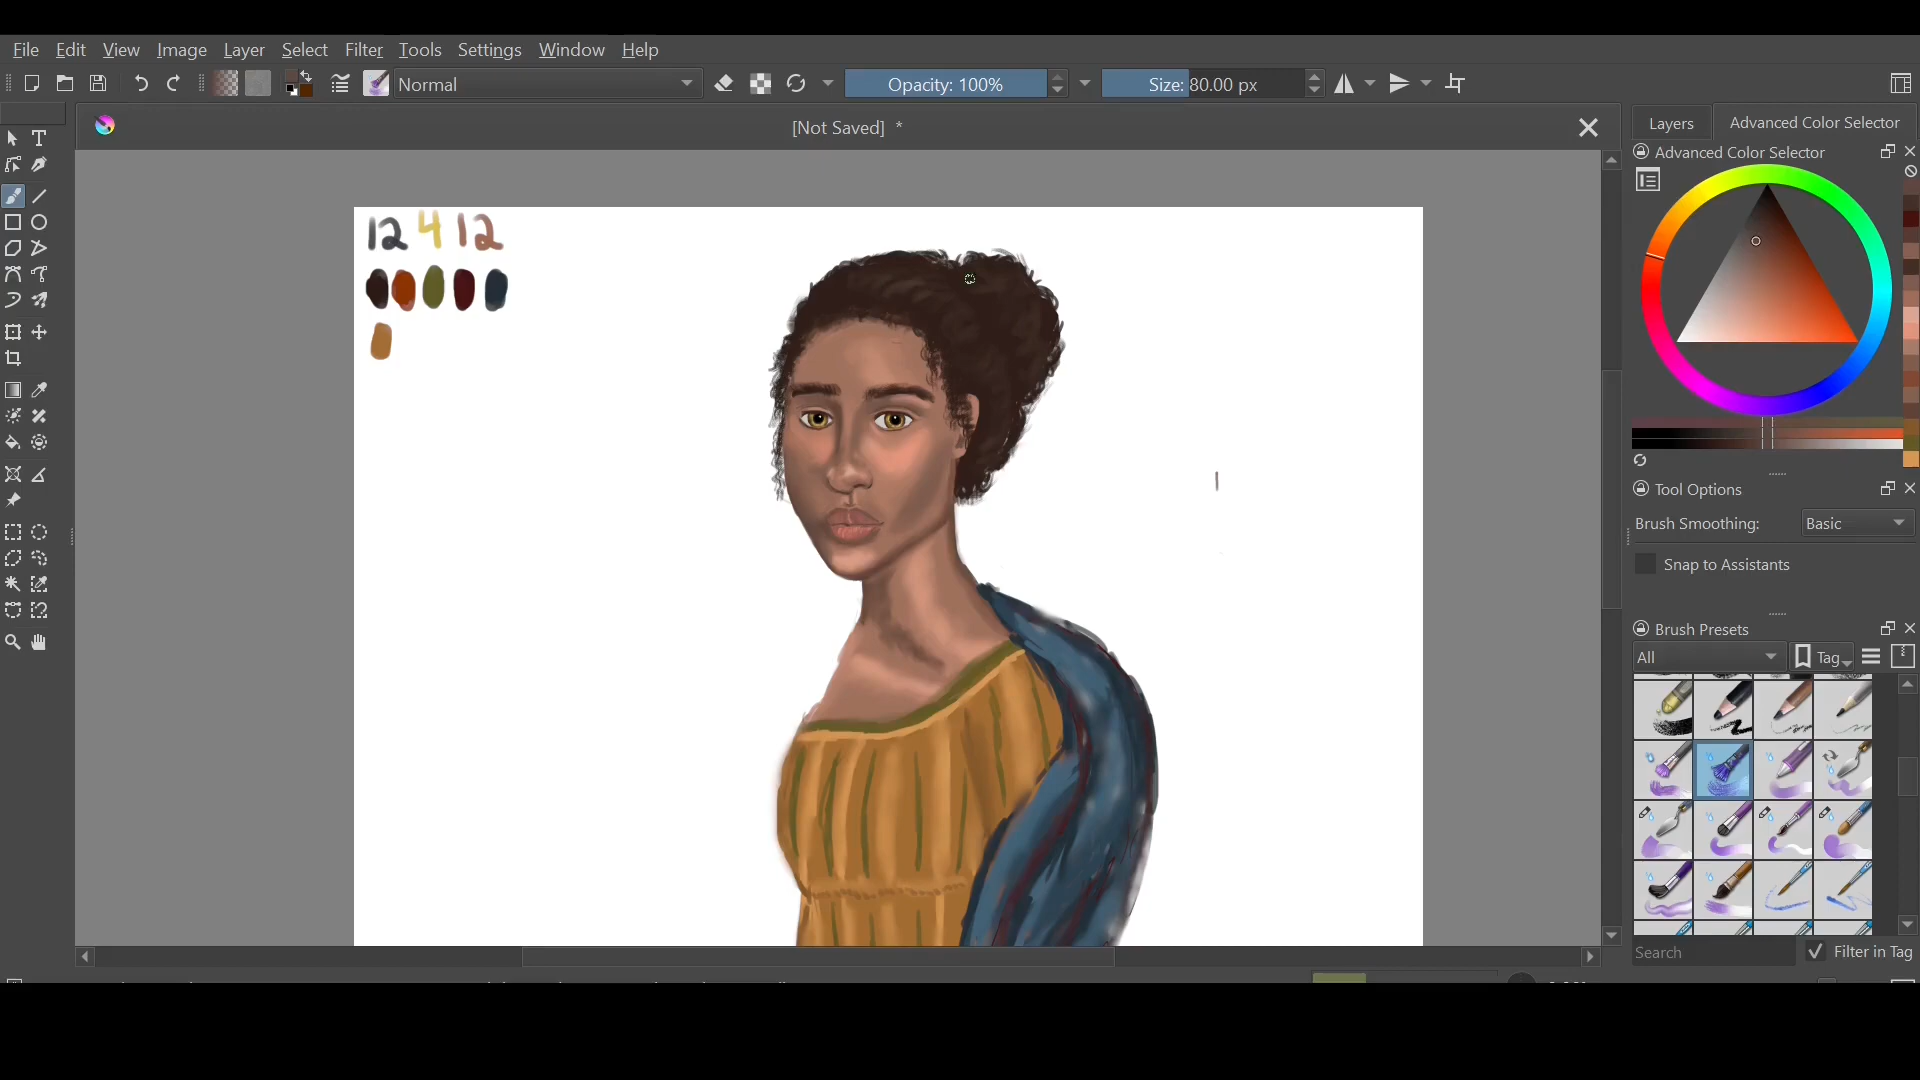 File Edit View Image Layer Select Filter Tools Settings Window Help
Normal Opacity: 100% Size: 80.00 px
[Not Saved] *
Layers Advanced Color Selector
Advanced Color Selector
12 4 12
Tool Options
Brush Smoothing: Basic
Snap to Assistants
Brush Presets
All Tag
Search Filter in Tag